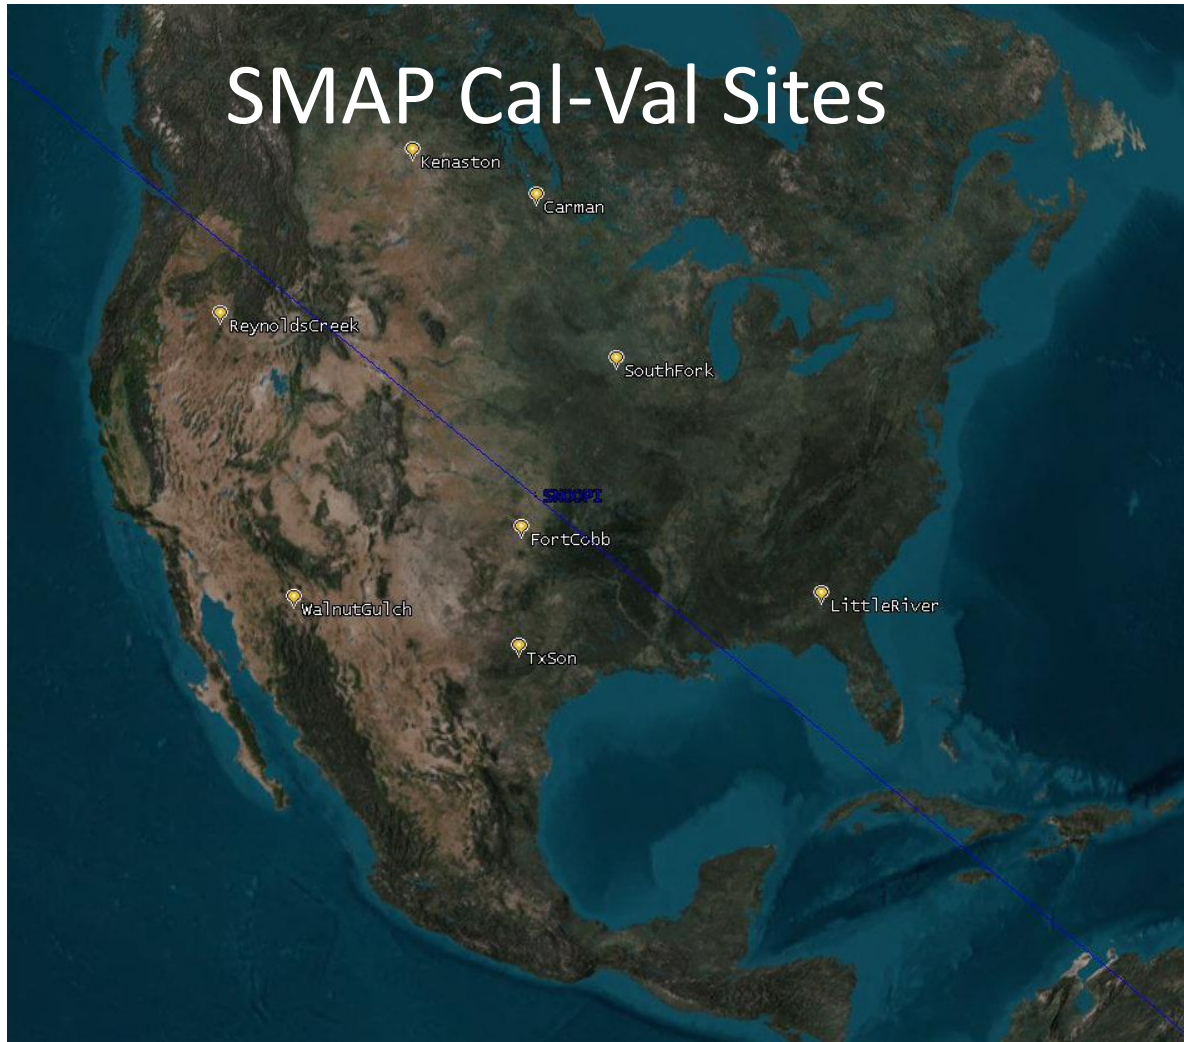 SMAP Cal-Val Sites
Kenaston
Carman
ReynoldsCreek
SouthFork
SNOOPI
FortCobb
WalnutGulch
LittleRiver
TxSon